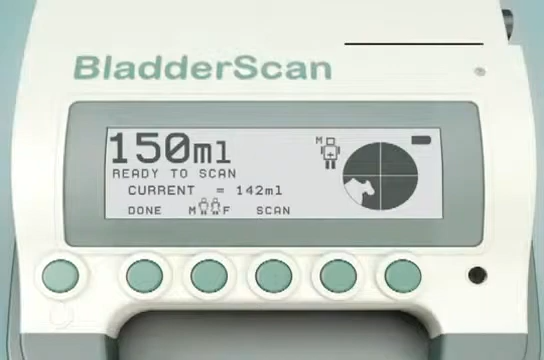 BladderScan
150ml
M
READY TO SCAN
CURRENT = 142ml
DONE M F SCAN